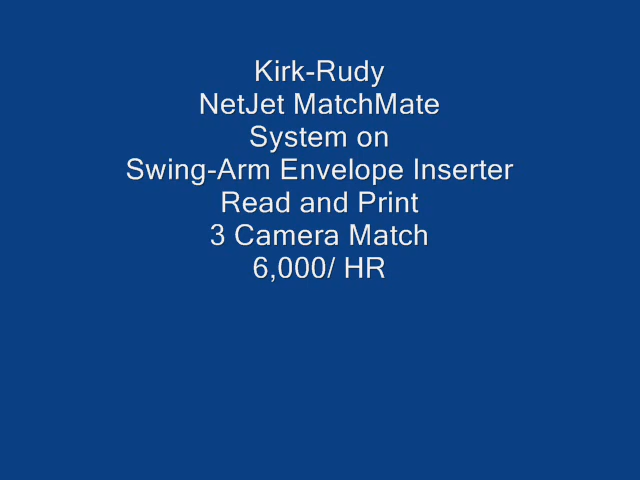 Kirk-Rudy
NetJet MatchMate
System on
Swing-Arm Envelope Inserter
Read and Print
3 Camera Match
6,000/ HR